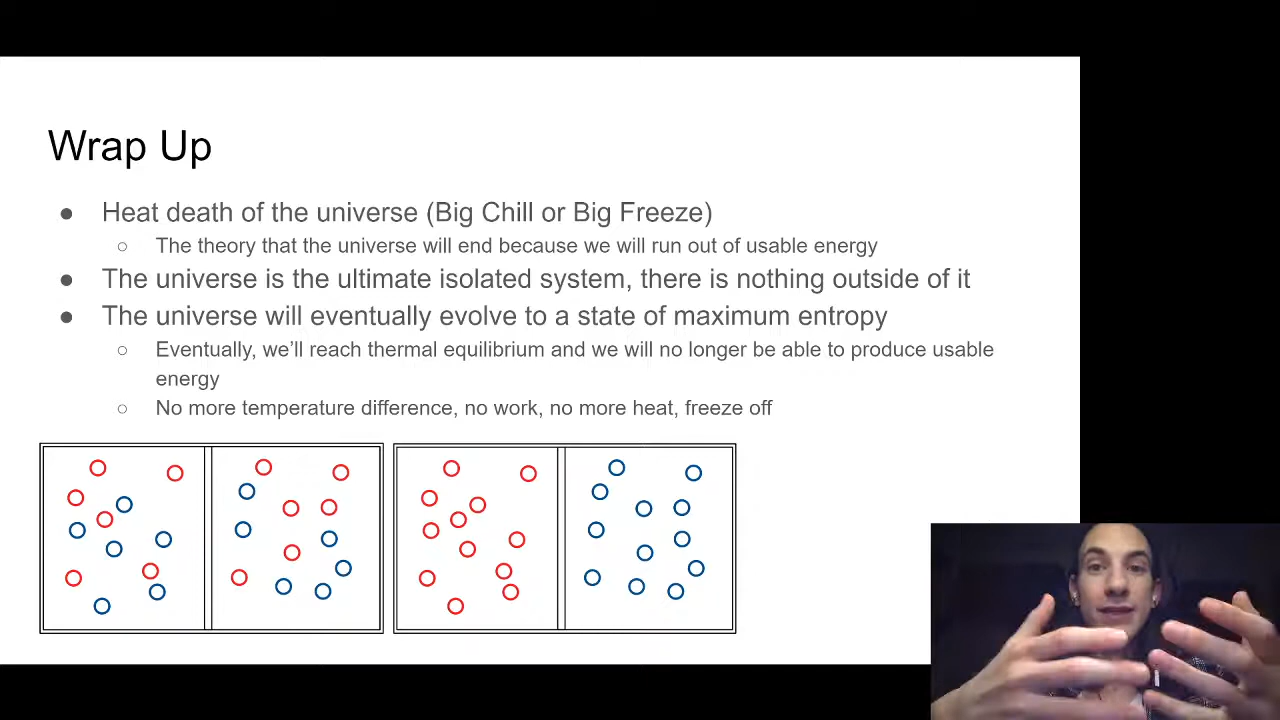 Wrap Up
● Heat death of the universe (Big Chill or Big Freeze)
○ The theory that the universe will end because we will run out of usable energy
● The universe is the ultimate isolated system, there is nothing outside of it
● The universe will eventually evolve to a state of maximum entropy
○ Eventually, we’ll reach thermal equilibrium and we will no longer be able to produce usable
energy
○ No more temperature difference, no work, no more heat, freeze off